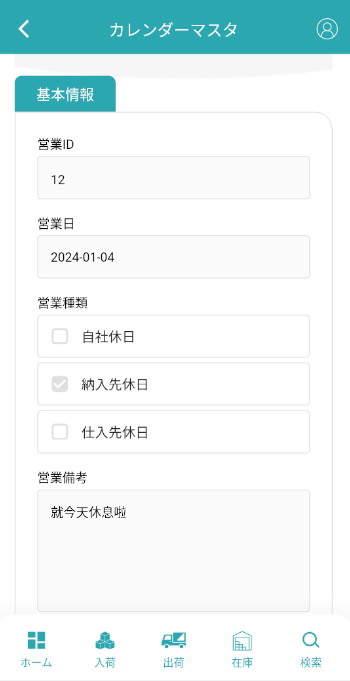 カレンダーマスタ
基本情報
営業ID
12
営業日
2024-01-04
営業種類
自社休日
納入先休日
仕入先休日
営業備考
就今天休息啦
ホーム
入荷
出荷
在庫
検索